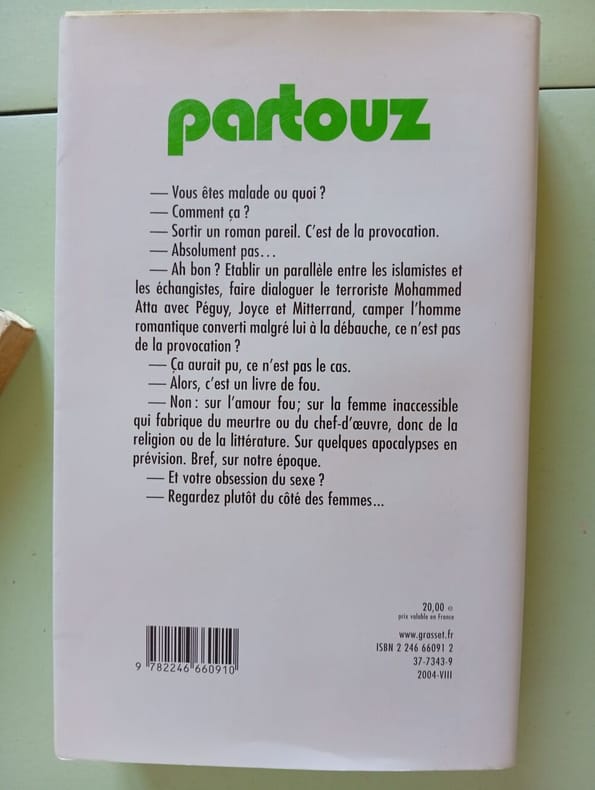 partouz
— Vous êtes malade ou quoi ?
— Comment ça ?
— Sortir un roman pareil. C'est de la provocation.
— Absolument pas...
— Ah bon ? Etablir un parallèle entre les islamistes et
les échangistes, faire dialoguer le terroriste Mohammed
Atta avec Péguy, Joyce et Mitterrand, camper l'homme
romantique converti malgré lui à la débauche, ce n'est pas
de la provocation ?
— Ça aurait pu, ce n'est pas le cas.
— Alors, c'est un livre de fou.
— Non : sur l'amour fou ; sur la femme inaccessible
qui fabrique du meurtre ou du chef-d'œuvre, donc de la
religion ou de la littérature. Sur quelques apocalypses en
prévision. Bref, sur notre époque.
— Et votre obsession du sexe ?
— Regardez plutôt du côté des femmes...
20,00 €
prix valable en France
www.grasset.fr
ISBN 2 246 66091 2
37-7343-9
2004-VIII
9 782246 660910